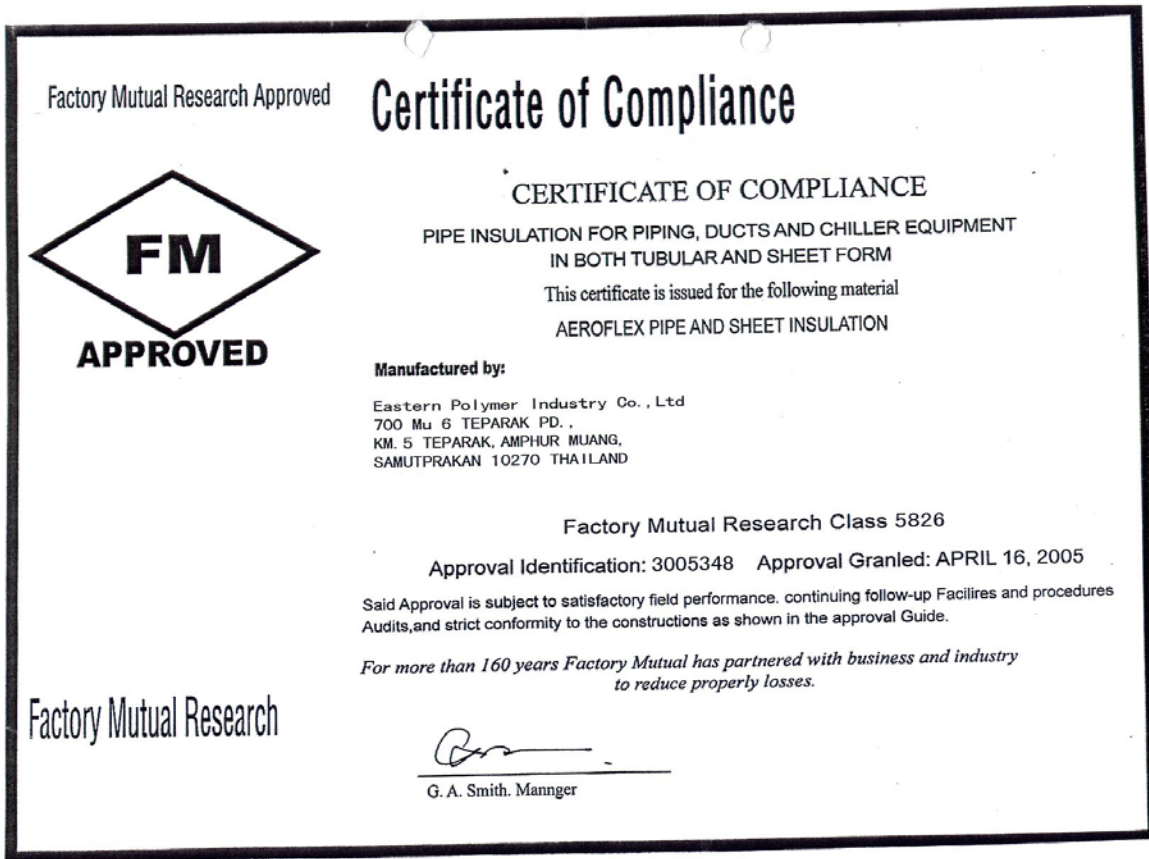 Factory Mutual Research Approved
Certificate of Compliance
FM
APPROVED
CERTIFICATE OF COMPLIANCE
PIPE INSULATION FOR PIPING, DUCTS AND CHILLER EQUIPMENT
IN BOTH TUBULAR AND SHEET FORM
This certificate is issued for the following material
AEROFLEX PIPE AND SHEET INSULATION
Manufactured by:
Eastern Polymer Industry Co.,Ltd
700 Mu 6 TEPARAK PD.,
KM. 5 TEPARAK, AMPHUR MUANG,
SAMUTPRAKAN 10270 THAILAND
Factory Mutual Research Class 5826
Approval Identification: 3005348 Approval Granled: APRIL 16, 2005
Said Approval is subject to satisfactory field performance. continuing follow-up Facilires and procedures
Audits,and strict conformity to the constructions as shown in the approval Guide.
For more than 160 years Factory Mutual has partnered with business and industry
to reduce properly losses.
Factory Mutual Research
G. A. Smith. Mannger